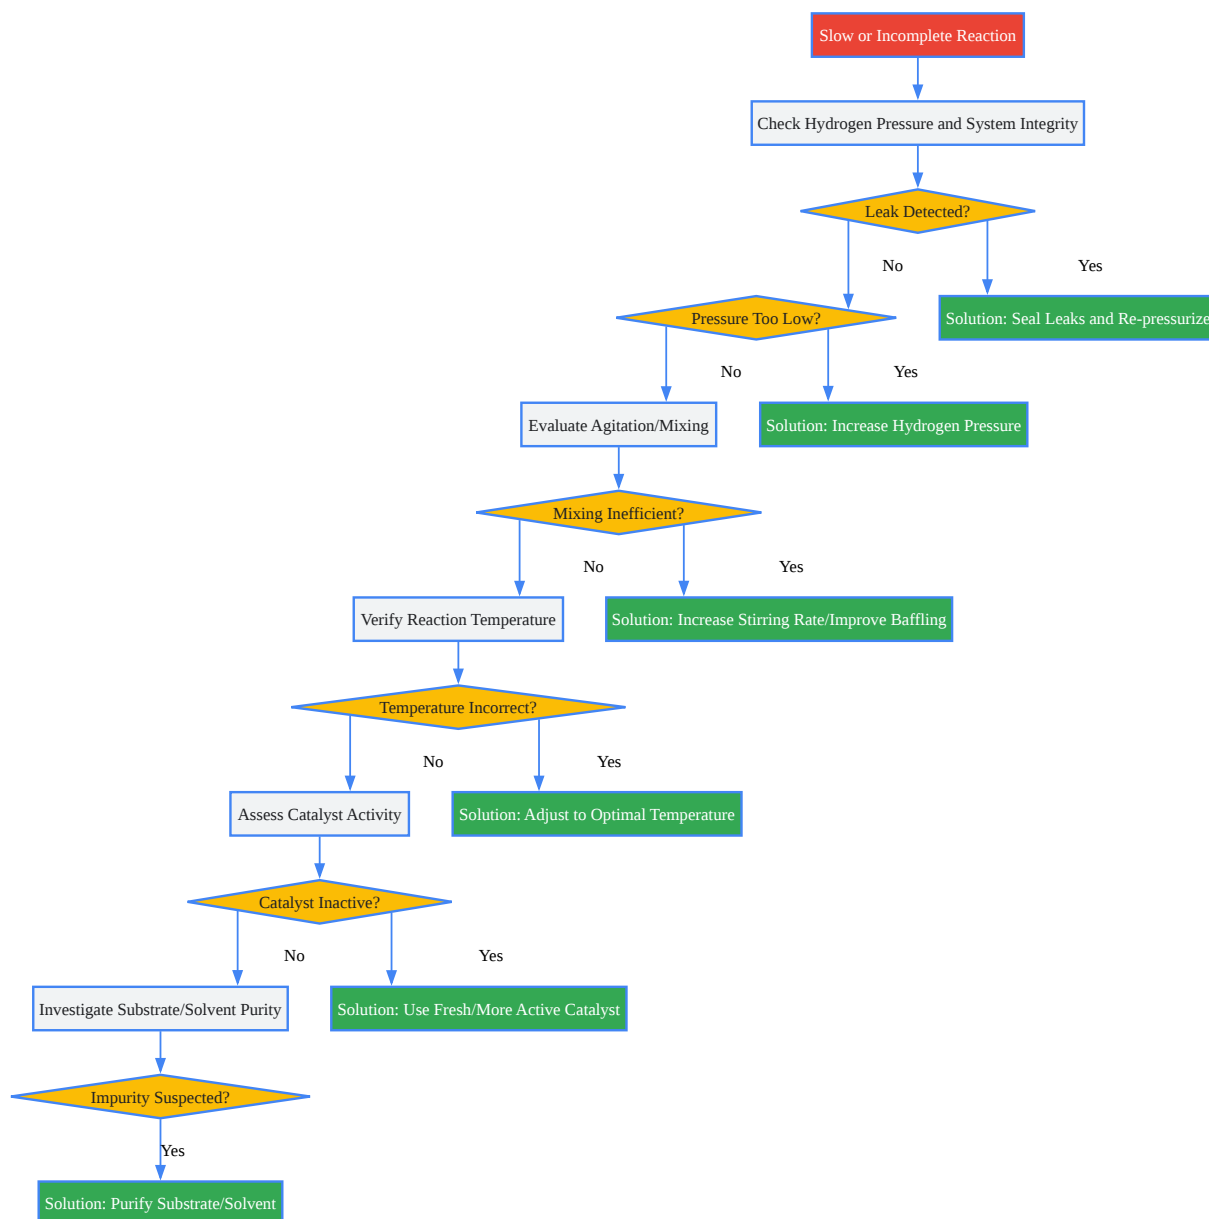 Slow or Incomplete Reaction
Check Hydrogen Pressure and System Integrity
Leak Detected?
No
Yes
Pressure Too Low?
Solution: Seal Leaks and Re-pressurize
No
Yes
Evaluate Agitation/Mixing
Solution: Increase Hydrogen Pressure
Mixing Inefficient?
No
Yes
Verify Reaction Temperature
Solution: Increase Stirring Rate/Improve Baffling
Temperature Incorrect?
No
Yes
Assess Catalyst Activity
Solution: Adjust to Optimal Temperature
Catalyst Inactive?
No
Yes
Investigate Substrate/Solvent Purity
Solution: Use Fresh/More Active Catalyst
Impurity Suspected?
Yes
Solution: Purify Substrate/Solvent